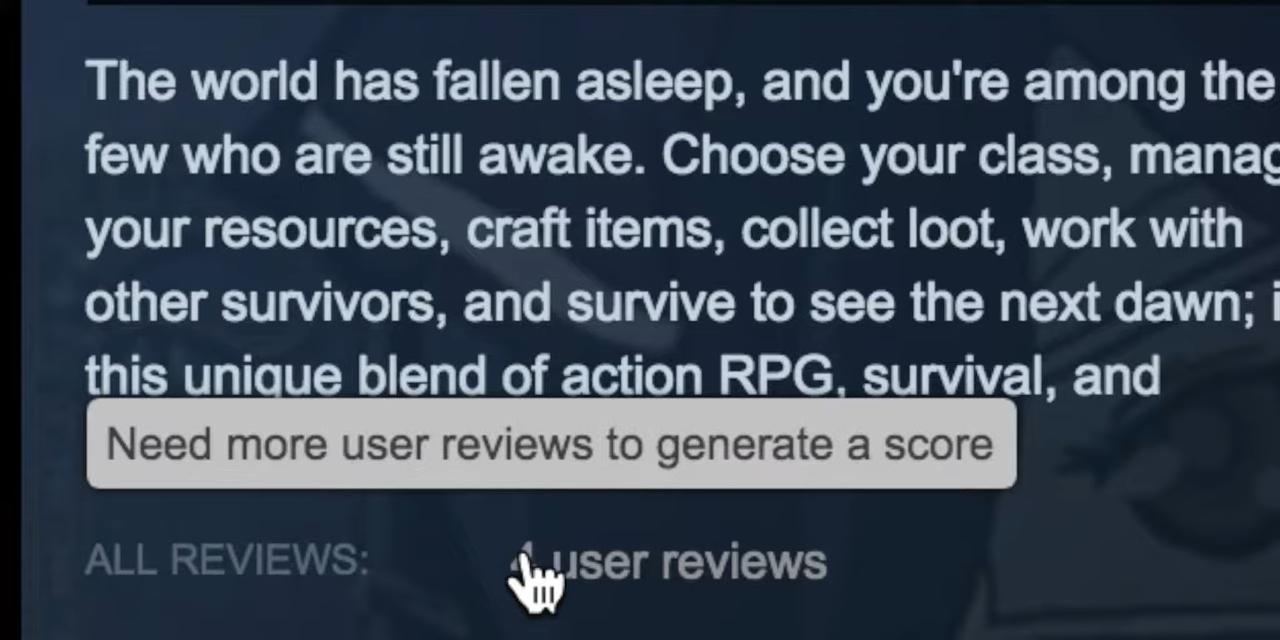 The world has fallen asleep, and you're among the
few who are still awake. Choose your class, manag
your resources, craft items, collect loot, work with
other survivors, and survive to see the next dawn; i
this unique blend of action RPG, survival, and
Need more user reviews to generate a score
ALL REVIEWS: 4 user reviews